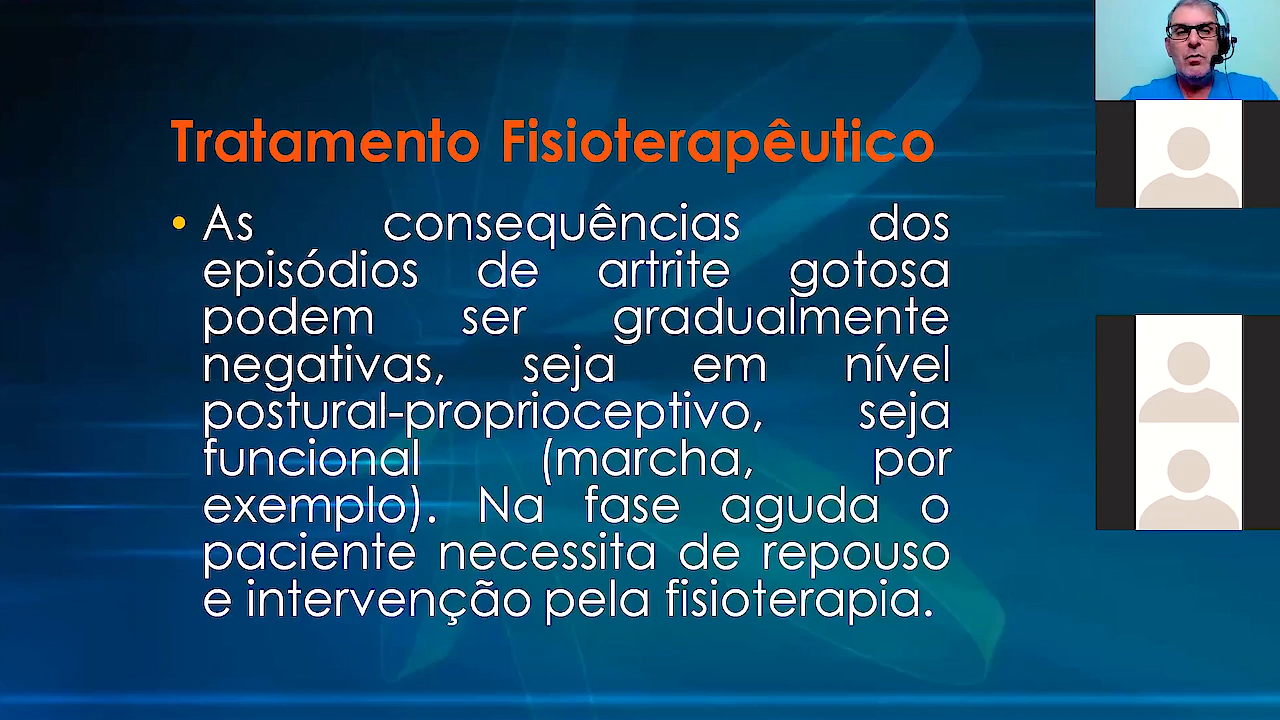 Tratamento Fisioterapêutico
• As consequências dos
episódios de artrite gotosa
podem ser gradualmente
negativas, seja em nível
postural-proprioceptivo, seja
funcional (marcha, por
exemplo). Na fase aguda o
paciente necessita de repouso
e intervenção pela fisioterapia.